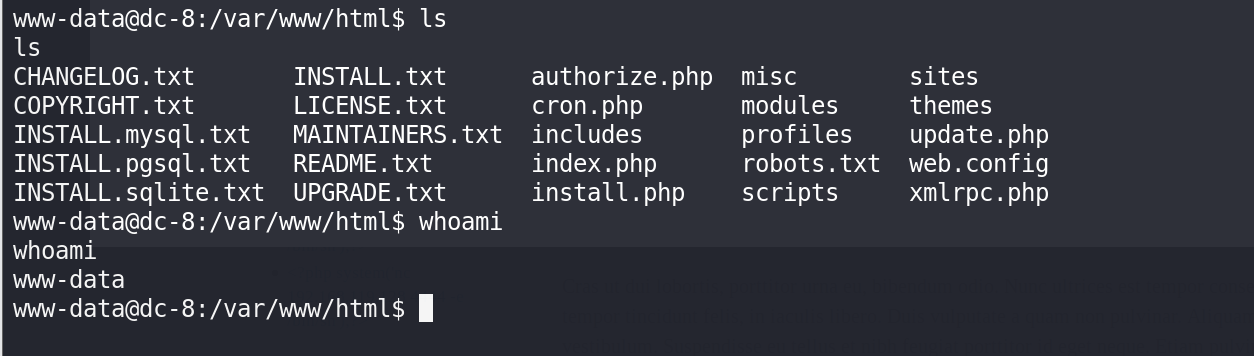 www-data@dc-8:/var/www/html$ ls
ls
CHANGELOG.txt       INSTALL.txt      authorize.php  misc        sites
COPYRIGHT.txt       LICENSE.txt      cron.php       modules     themes
INSTALL.mysql.txt   MAINTAINERS.txt  includes       profiles    update.php
INSTALL.pgsql.txt   README.txt       index.php      robots.txt  web.config
INSTALL.sqlite.txt  UPGRADE.txt      install.php    scripts     xmlrpc.php
www-data@dc-8:/var/www/html$ whoami
whoami
www-data
www-data@dc-8:/var/www/html$